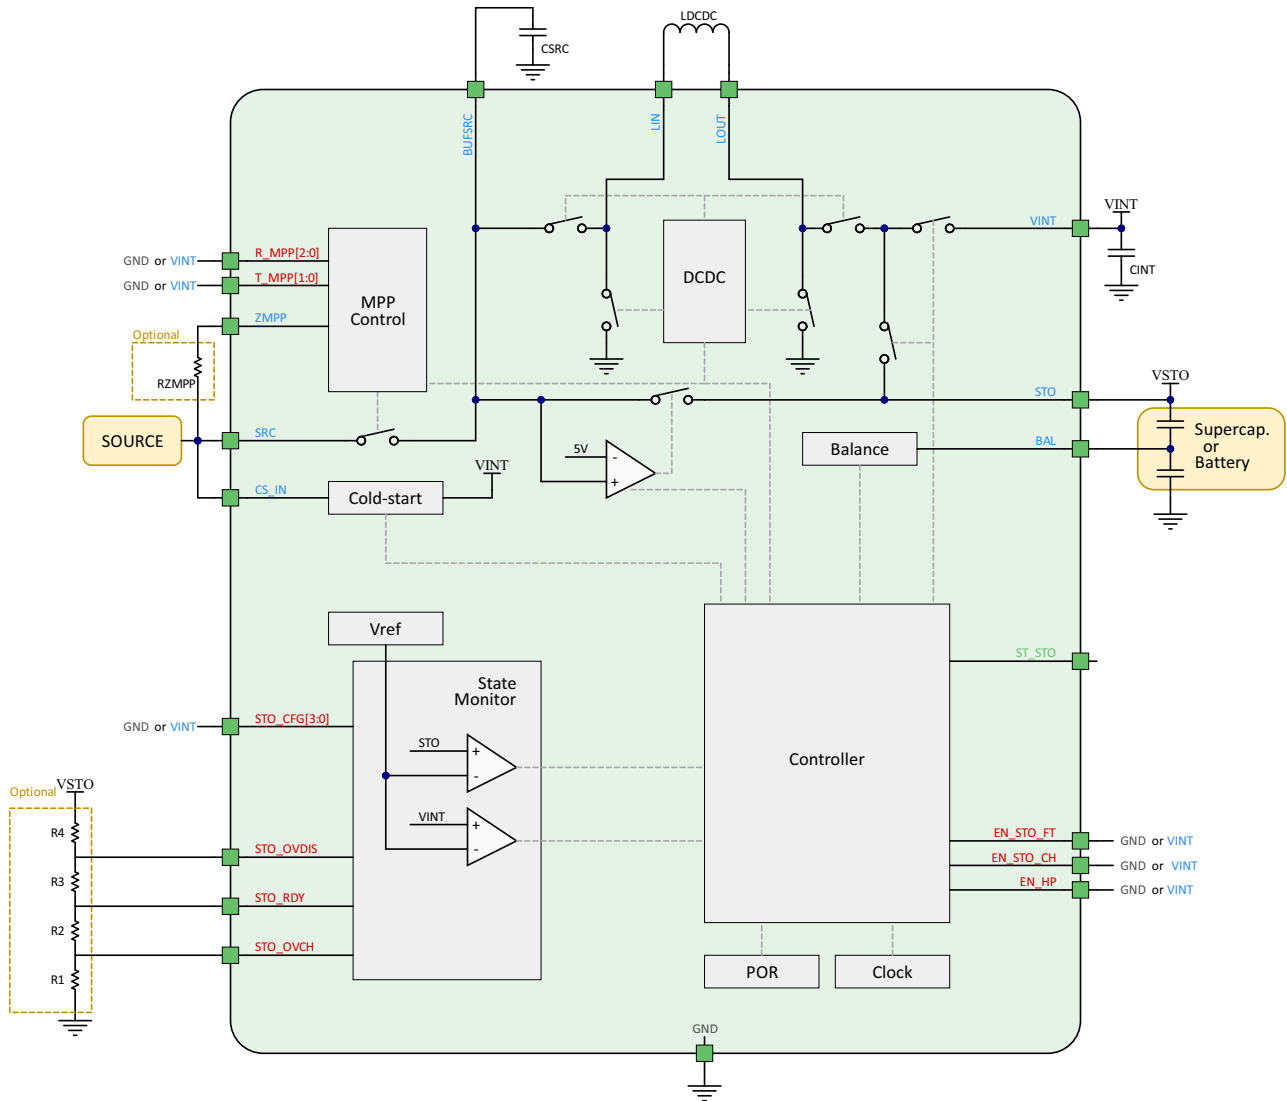 LDCDC
CSRC
BUFSRC
LIN
LOUT
VINT
VINT
CINT
R_MPP[2:0]
GND or VINT
T_MPP[1:0]
GND or VINT
MPP
Control
DCDC
ZMPP
Optional
RZMPP
VSTO
STO
SOURCE
SRC
5V
-
+
Balance
BAL
Supercap.
or
Battery
VINT
CS_IN
Cold-start
Vref
State
Monitor
ST_STO
STO_CFG[3:0]
GND or VINT
STO
+
-
Controller
Optional
VSTO
VINT
+
-
R4
EN_STO_FT
GND or VINT
STO_OVDIS
EN_STO_CH
GND or VINT
R3
EN_HP
GND or VINT
STO_RDY
R2
STO_OVCH
R1
POR
Clock
GND